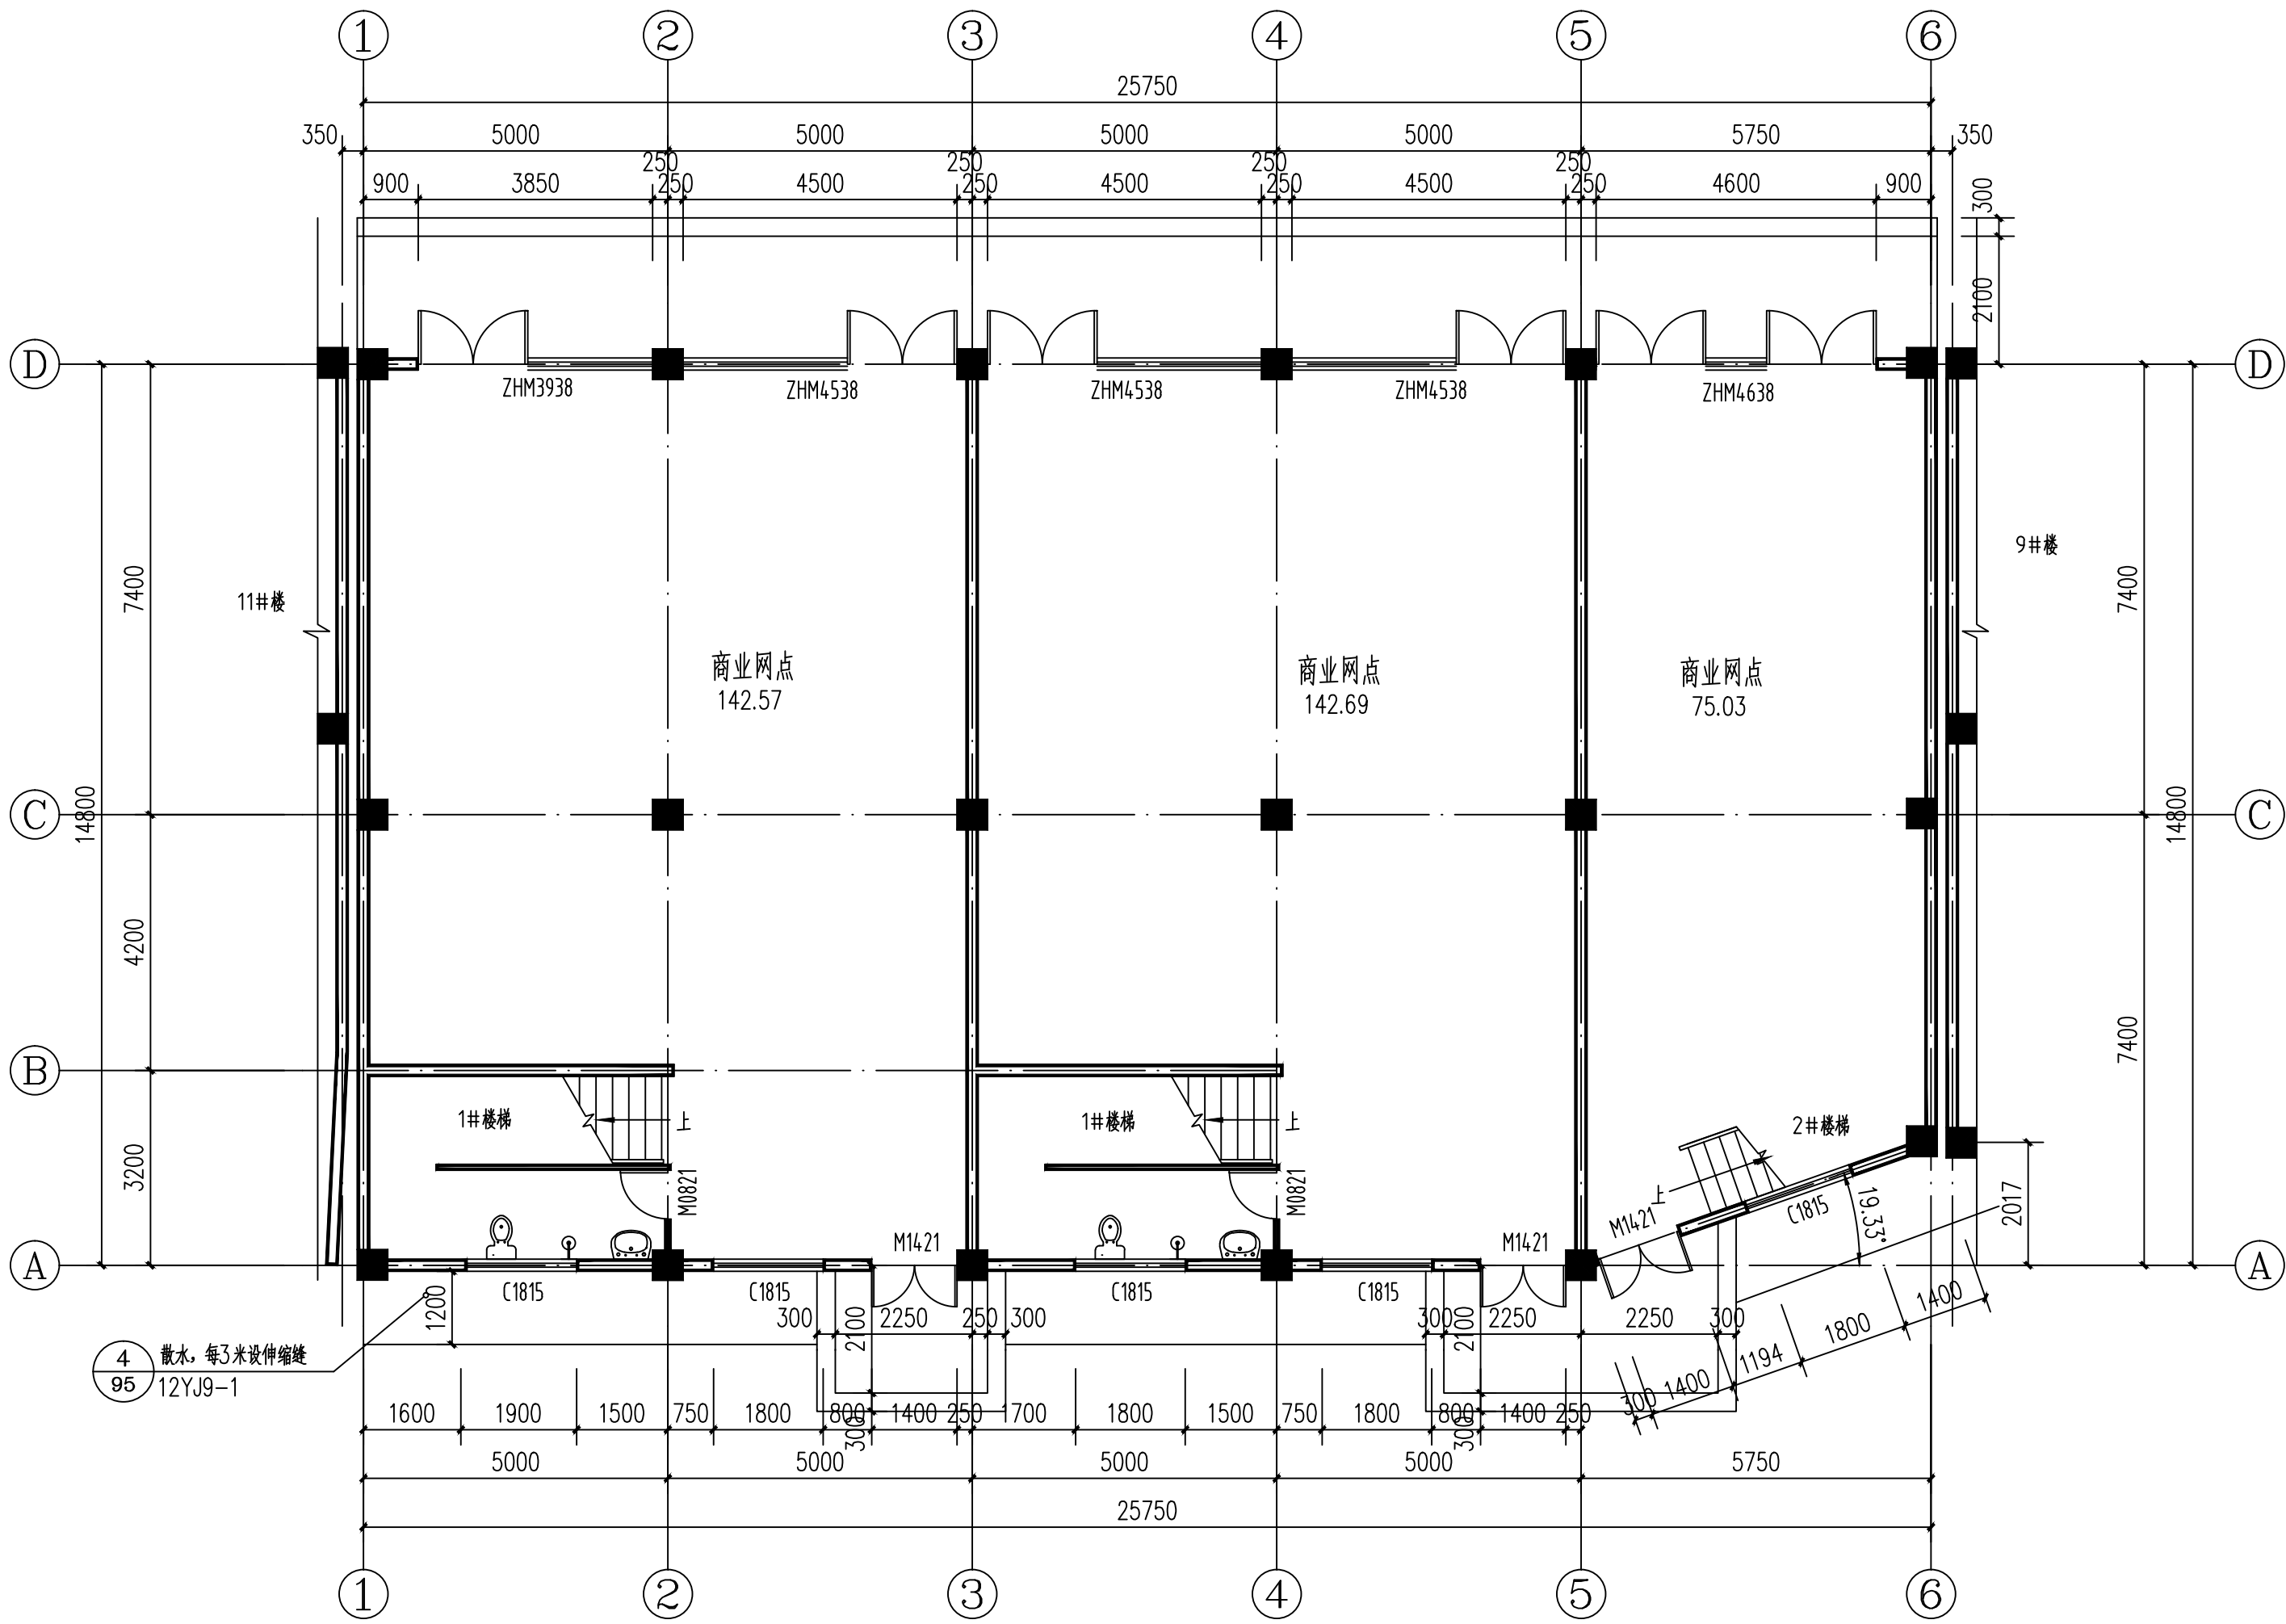 1 2 3 4 5 6
25750
350 5000 5000 5000 5000 5750 350
250 250 250 250
900 3850 250 4500 250 4500 250 4500 250 4600 900
300
2100
D D
ZHM3938 ZHM4538 ZHM4538 ZHM4538 ZHM4638
9#楼
11#楼
7400 7400
商业网点 商业网点 商业网点
142.57 142.69 75.03
14800 14800
C C
4200
7400
B
1#楼梯 上 1#楼梯 上 2#楼梯
3200
M0821 M0821
上
M1421 C1815 19.33°
2017
M1421 M1421
A A
C1815 C1815 C1815 C1815
1200
300 2250 250 300 300 2250 2250 300
2100 2100
300 1400 1194 1800 1400
4
95
散水，每3米设伸缩缝
12YJ9-1
1600 1900 1500 750 1800 800 1400 250 1700 1800 1500 750 1800 800 1400 250
300 300
5000 5000 5000 5000 5750
25750
1 2 3 4 5 6